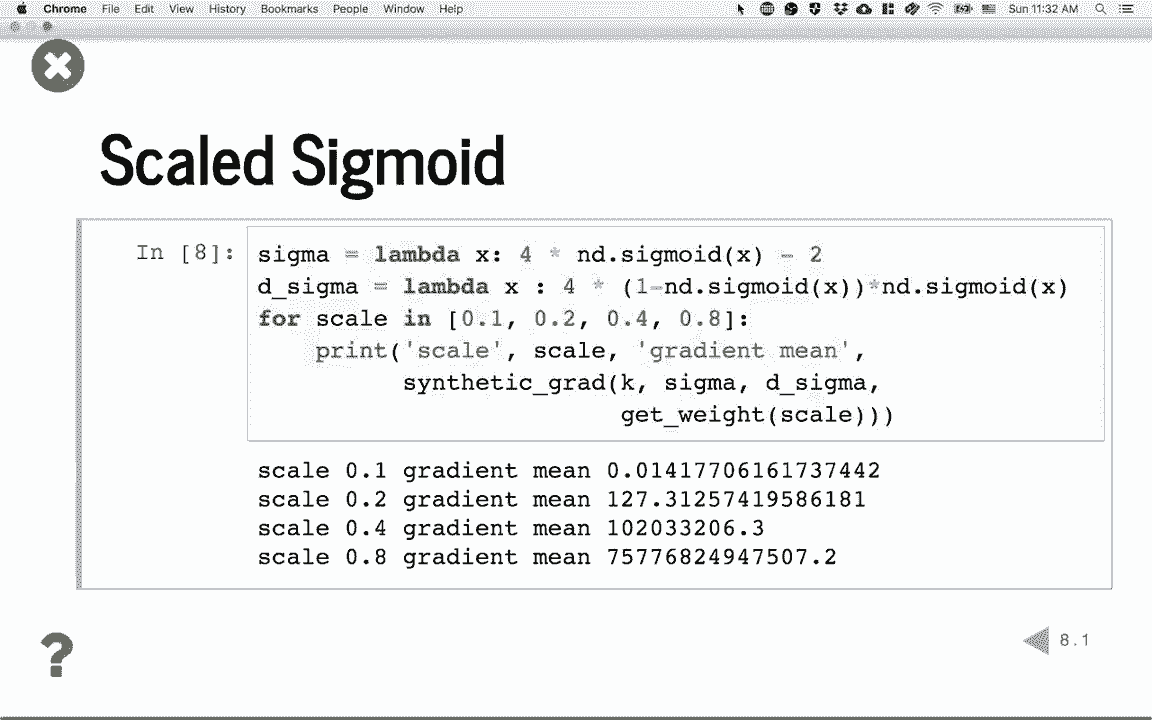 Chrome File Edit View History Bookmarks People Window Help Sun 11:32 AM
Scaled Sigmoid
In [8]: sigma = lambda x: 4 * nd.sigmoid(x) - 2
d_sigma = lambda x : 4 * (1-nd.sigmoid(x))*nd.sigmoid(x)
for scale in [0.1, 0.2, 0.4, 0.8]:
print('scale', scale, 'gradient mean',
synthetic_grad(k, sigma, d_sigma,
get_weight(scale)))
scale 0.1 gradient mean 0.01417706161737442
scale 0.2 gradient mean 127.31257419586181
scale 0.4 gradient mean 102033206.3
scale 0.8 gradient mean 75776824947507.2
?
8.1